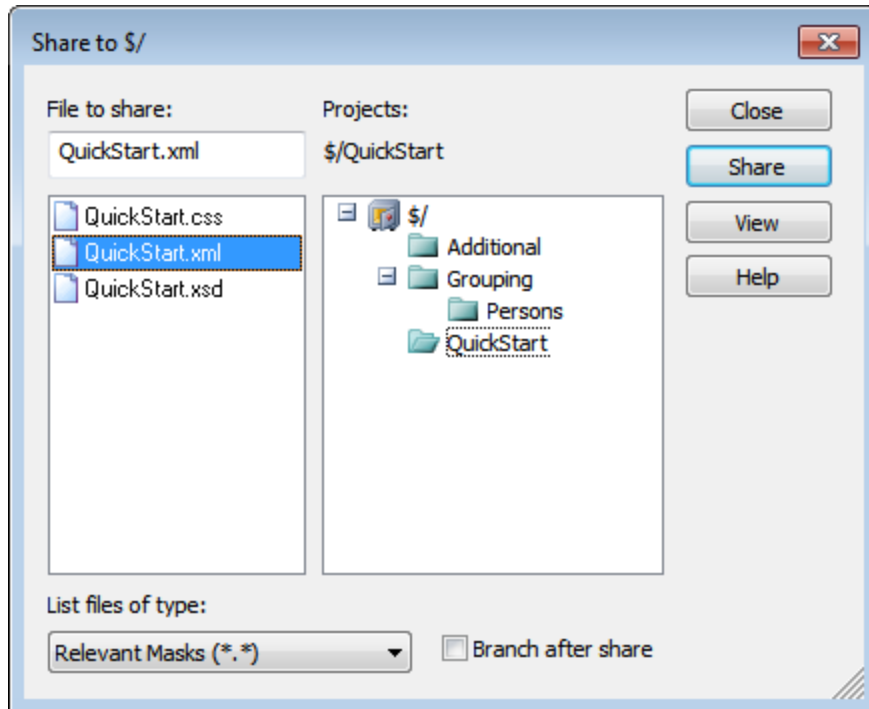 Share to $/
File to share:
QuickStart.xml
QuickStart.css
QuickStart.xml
QuickStart.xsd
Projects:
$/QuickStart
$/
Additional
Grouping
Persons
QuickStart
Close
Share
View
Help
List files of type:
Relevant Masks (*.*)
Branch after share